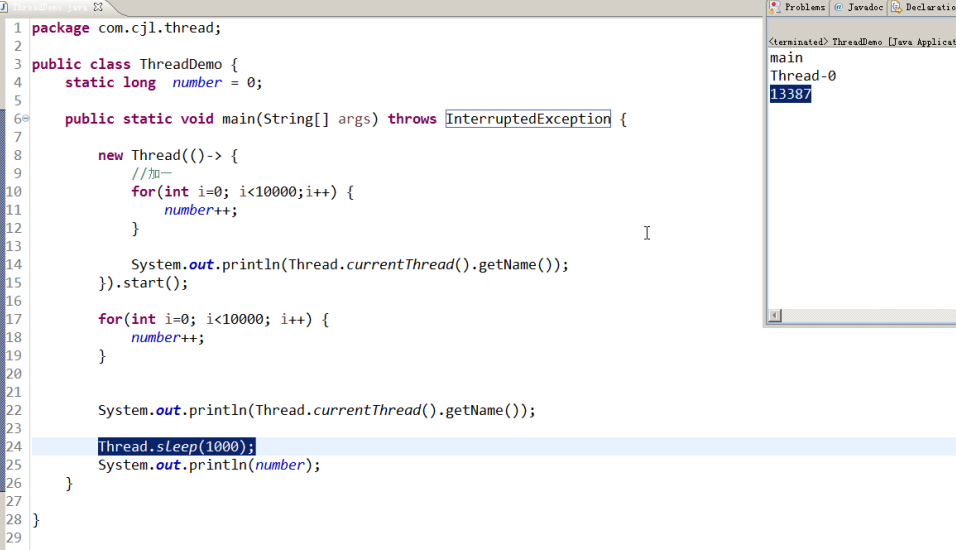 ThreadDemo.java
1 package com.cjl.thread;
2
3 public class ThreadDemo {
4 static long number = 0;
5
6 public static void main(String[] args) throws InterruptedException {
7
8 new Thread(()-> {
9 //加一
10 for(int i=0; i<10000;i++) {
11 number++;
12 }
13
14 System.out.println(Thread.currentThread().getName());
15 }).start();
16
17 for(int i=0; i<10000; i++) {
18 number++;
19 }
20
21
22 System.out.println(Thread.currentThread().getName());
23
24 Thread.sleep(1000);
25 System.out.println(number);
26 }
27
28 }
29
Problems @ Javadoc Declaratio
<terminated> ThreadDemo [Java Applicat
main
Thread-0
13387